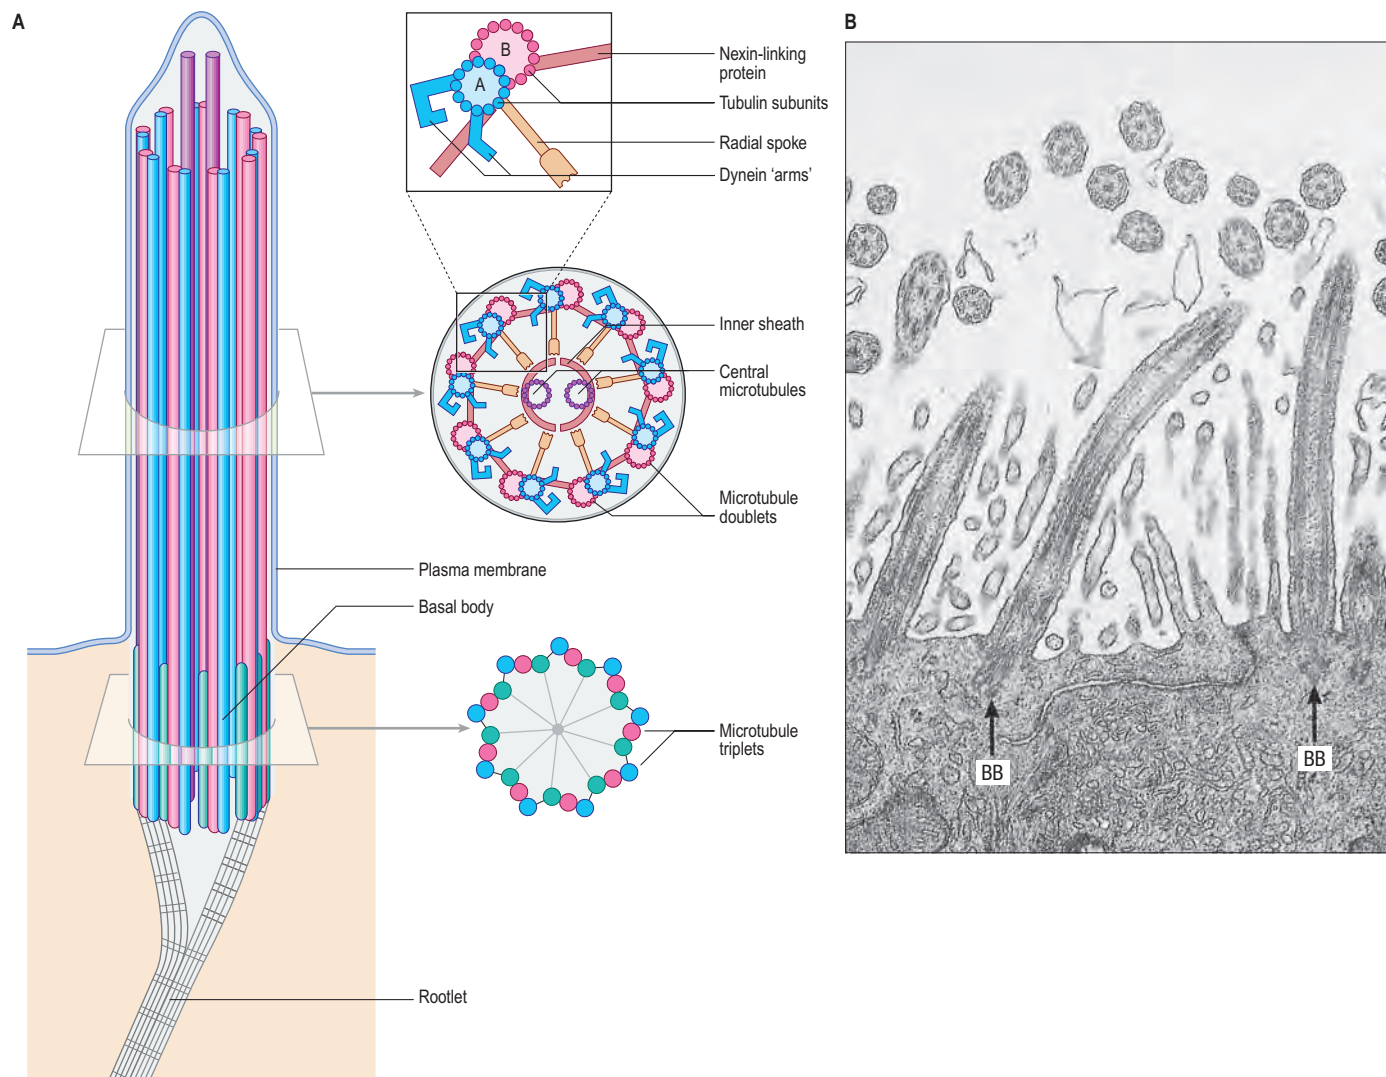 A
B
B
A
Nexin-linking
protein
Tubulin subunits
Radial spoke
Dynein ‘arms’
Inner sheath
Central
microtubules
Microtubule
doublets
Plasma membrane
Basal body
Microtubule
triplets
Rootlet
BB
BB